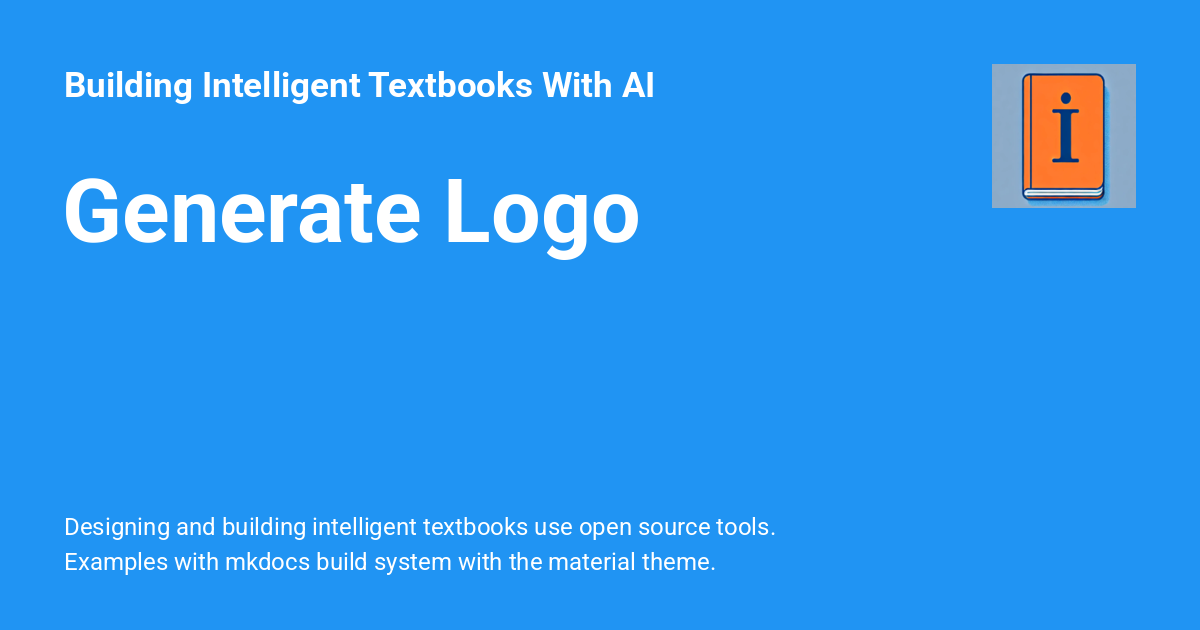 Building Intelligent Textbooks With AI
i
Generate Logo
Designing and building intelligent textbooks use open source tools.
Examples with mkdocs build system with the material theme.